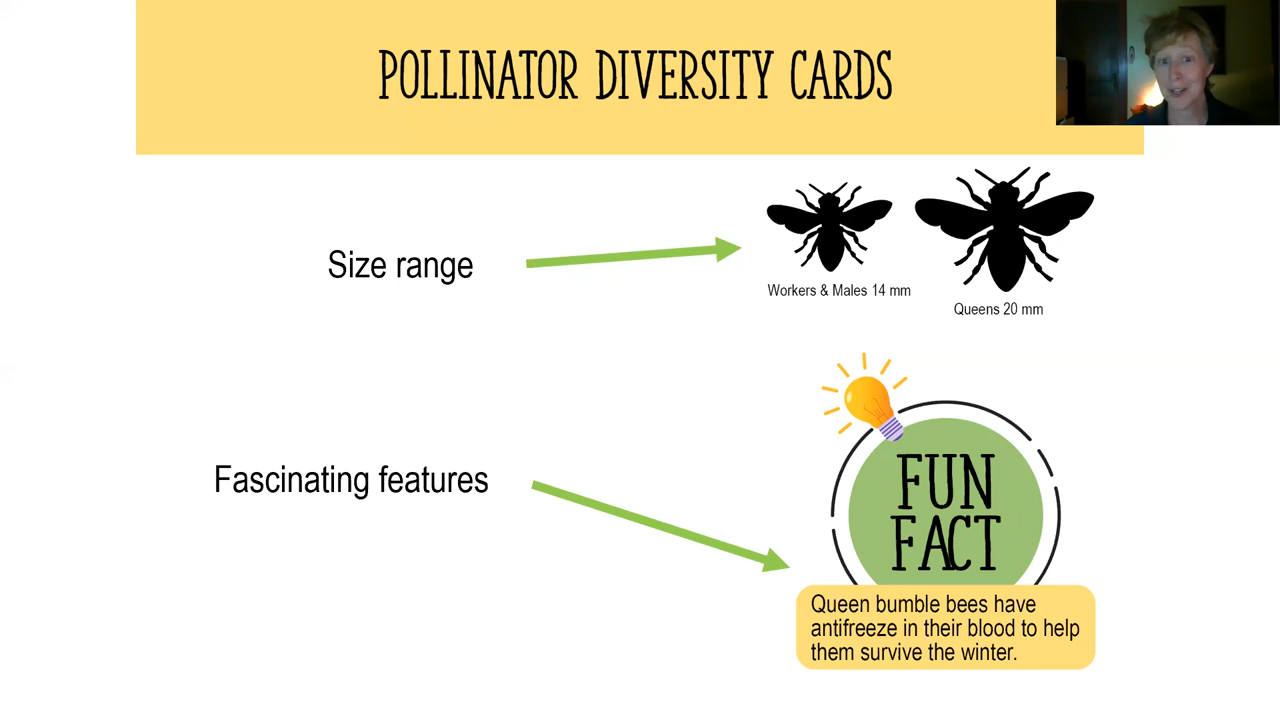 POLLINATOR DIVERSITY CARDS
Size range
Workers & Males 14 mm
Queens 20 mm
Fascinating features
FUN
FACT
Queen bumble bees have
antifreeze in their blood to help
them survive the winter.